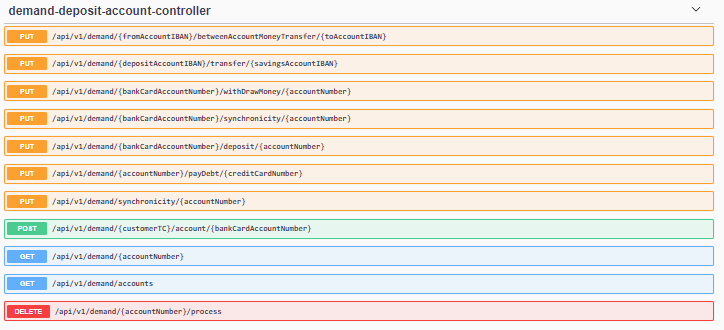 demand-deposit-account-controller
PUT /api/v1/demand/{fromAccountIBAN}/betweenAccountMoneyTransfer/{toAccountIBAN}
PUT /api/v1/demand/{depositAccountIBAN}/transfer/{savingsAccountIBAN}
PUT /api/v1/demand/{bankCardAccountNumber}/withDrawMoney/{accountNumber}
PUT /api/v1/demand/{bankCardAccountNumber}/synchronicity/{accountNumber}
PUT /api/v1/demand/{bankCardAccountNumber}/deposit/{accountNumber}
PUT /api/v1/demand/{accountNumber}/payDebt/{creditCardNumber}
PUT /api/v1/demand/synchronicity/{accountNumber}
POST /api/v1/demand/{customerTC}/account/{bankCardAccountNumber}
GET /api/v1/demand/{accountNumber}
GET /api/v1/demand/accounts
DELETE /api/v1/demand/{accountNumber}/process